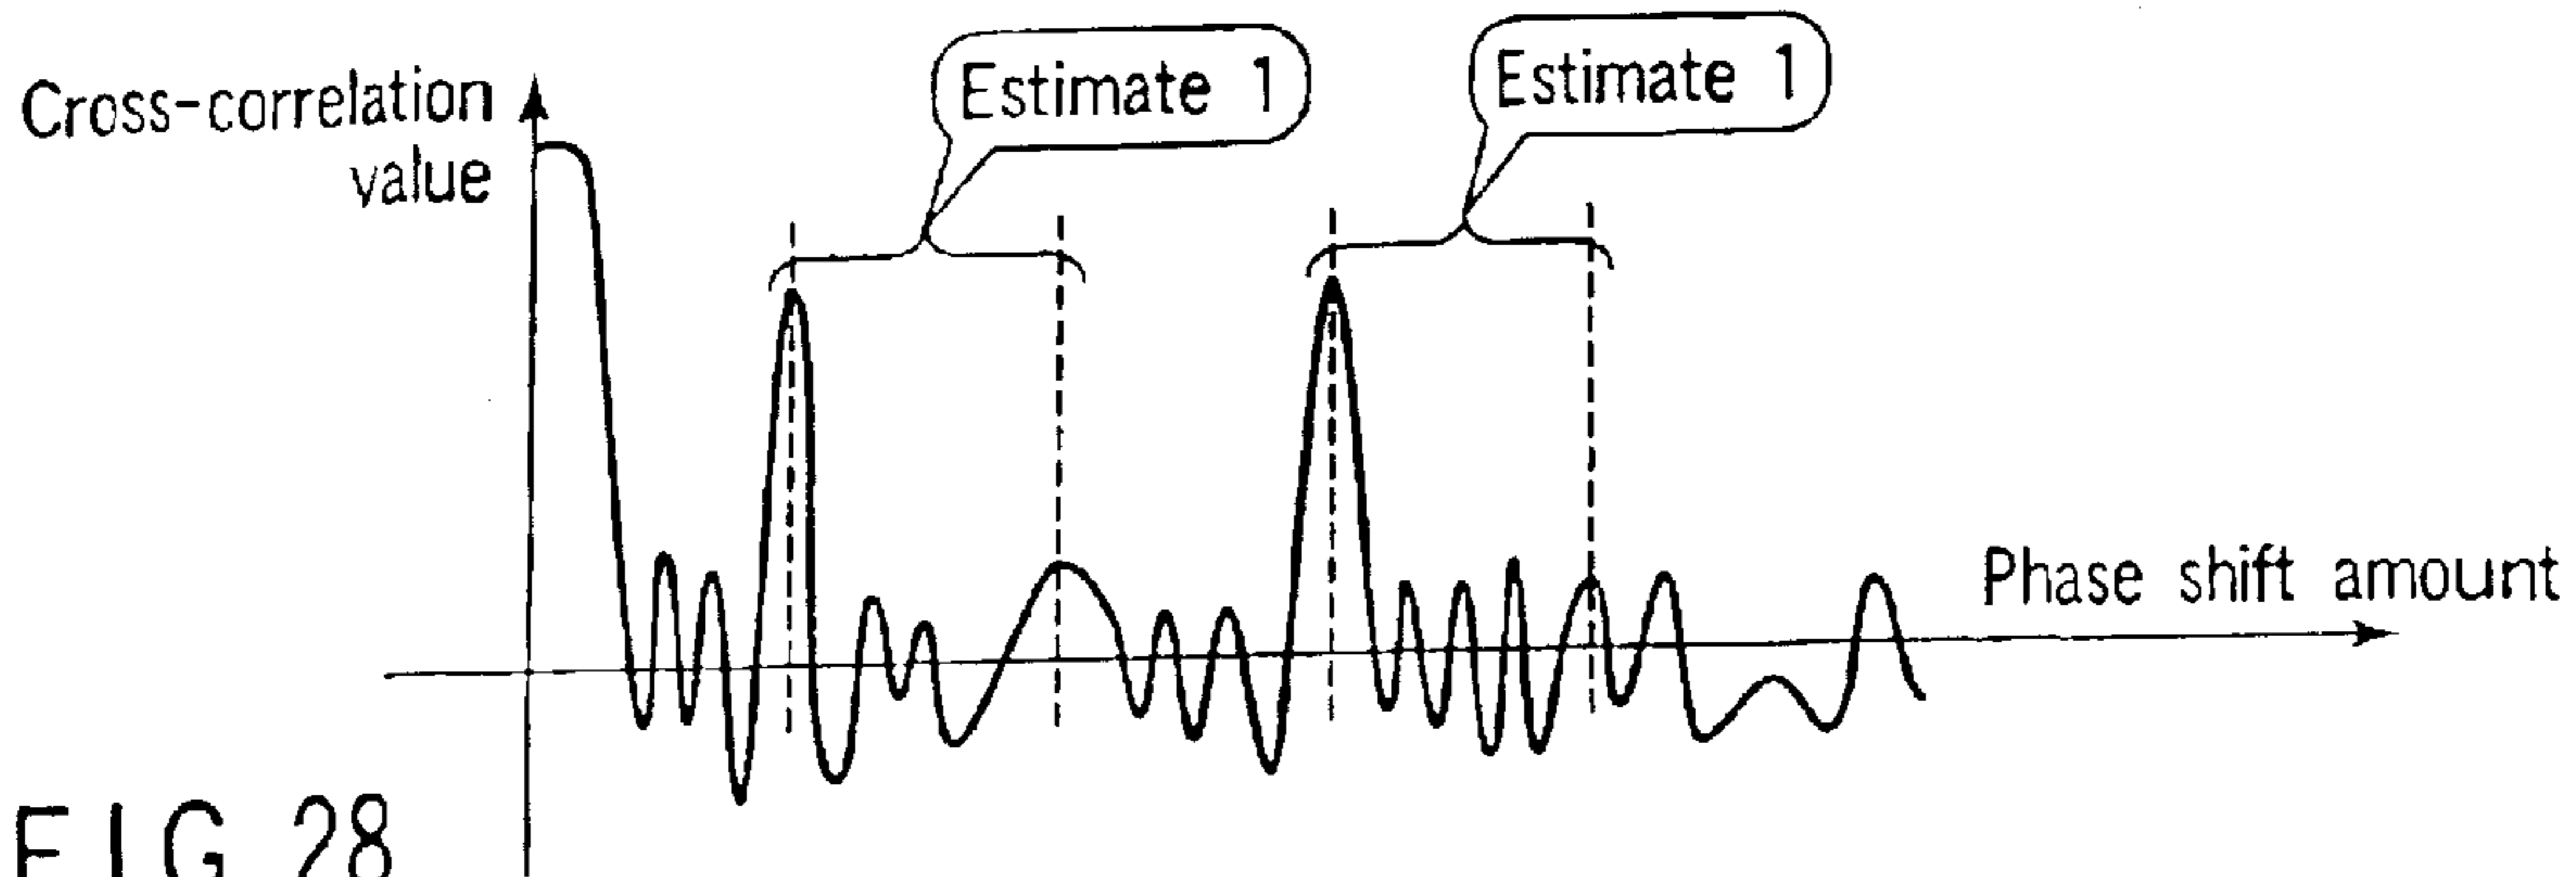 Cross-correlation
value
Estimate 1
Estimate 1
Phase shift amount
FIG 28